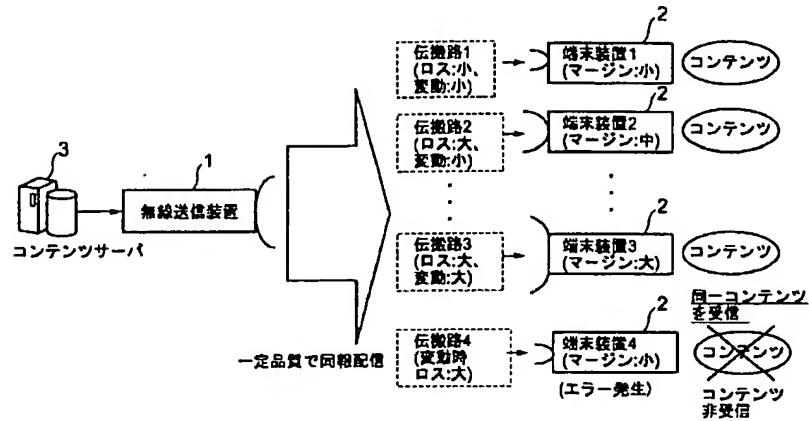 3
コンテンツサーバ
1
無線送信装置
一定品質で同報配信
伝搬路1
(ロス:小、
変動:小)
2
端末装置1
(マージン:小)
コンテンツ
伝搬路2
(ロス:大、
変動:小)
2
端末装置2
(マージン:中)
コンテンツ
伝搬路3
(ロス:大、
変動:大)
2
端末装置3
(マージン:大)
コンテンツ
同一コンテンツ
を受信
伝搬路4
(変動時
ロス:大)
2
端末装置4
(マージン:小)
(エラー発生)
コンテンツ
コンテンツ
非受信